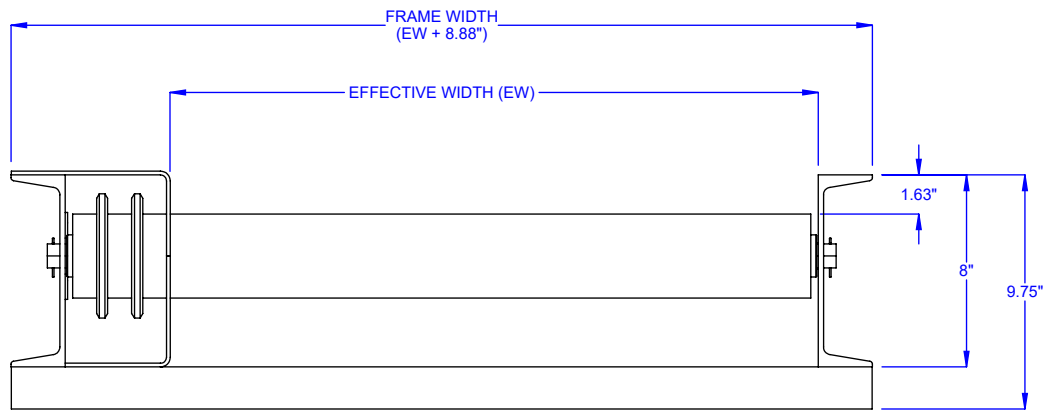 FRAME WIDTH
(EW + 8.88")
EFFECTIVE WIDTH (EW)
1.63"
8"
9.75"